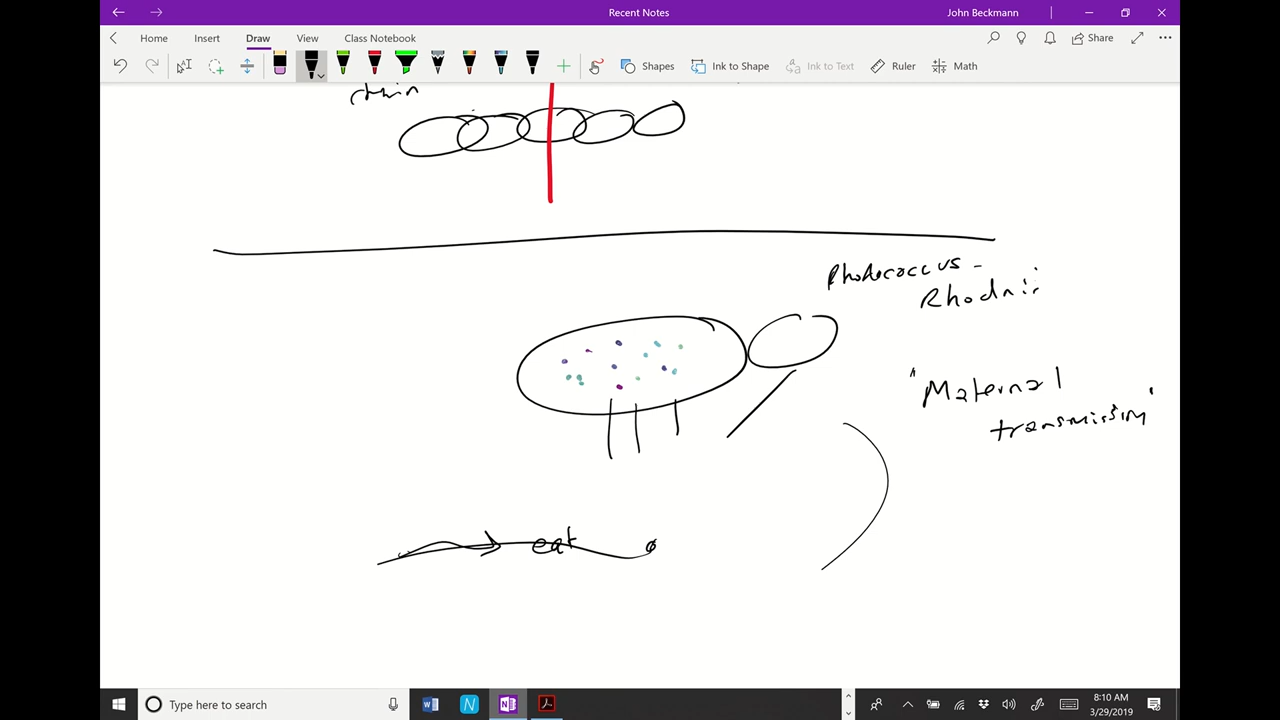 Recent Notes
John Beckmann
Home
Insert
Draw
View
Class Notebook
Share
Shapes
Ink to Shape
Ink to Text
Ruler
Math
Rhodococcus -
Rhodnii
"Maternal
transmission"
eat
Type here to search
8:10 AM
3/29/2019